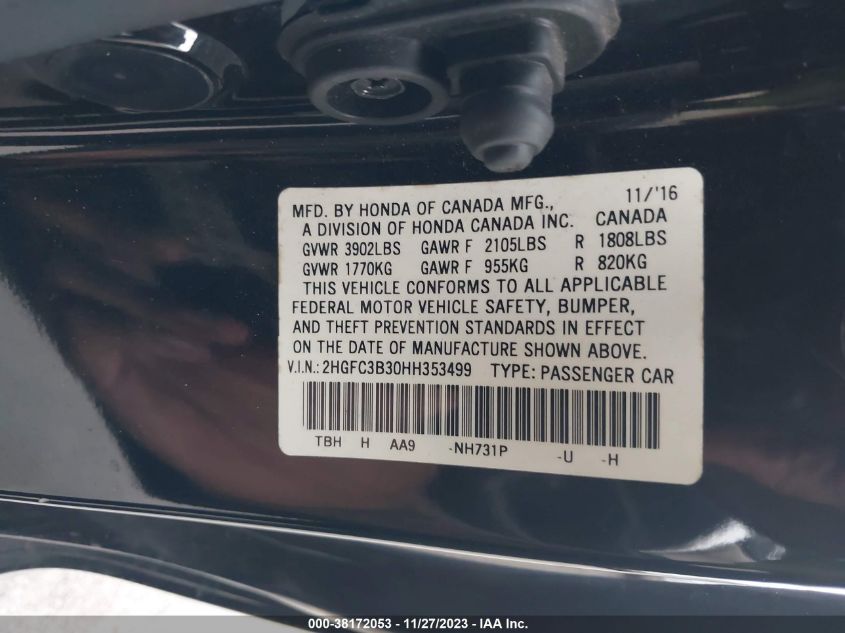 11/'16
MFD. BY HONDA OF CANADA MFG.,
A DIVISION OF HONDA CANADA INC. CANADA
GVWR 3902LBS GAWR F 2105LBS R 1808LBS
GVWR 1770KG GAWR F 955KG R 820KG
THIS VEHICLE CONFORMS TO ALL APPLICABLE
FEDERAL MOTOR VEHICLE SAFETY, BUMPER,
AND THEFT PREVENTION STANDARDS IN EFFECT
ON THE DATE OF MANUFACTURE SHOWN ABOVE.
V.I.N.: 2HGFC3B30HH353499 TYPE: PASSENGER CAR
TBH H AA9 -NH731P -U -H
000-38172053 - 11/27/2023 - IAA Inc.